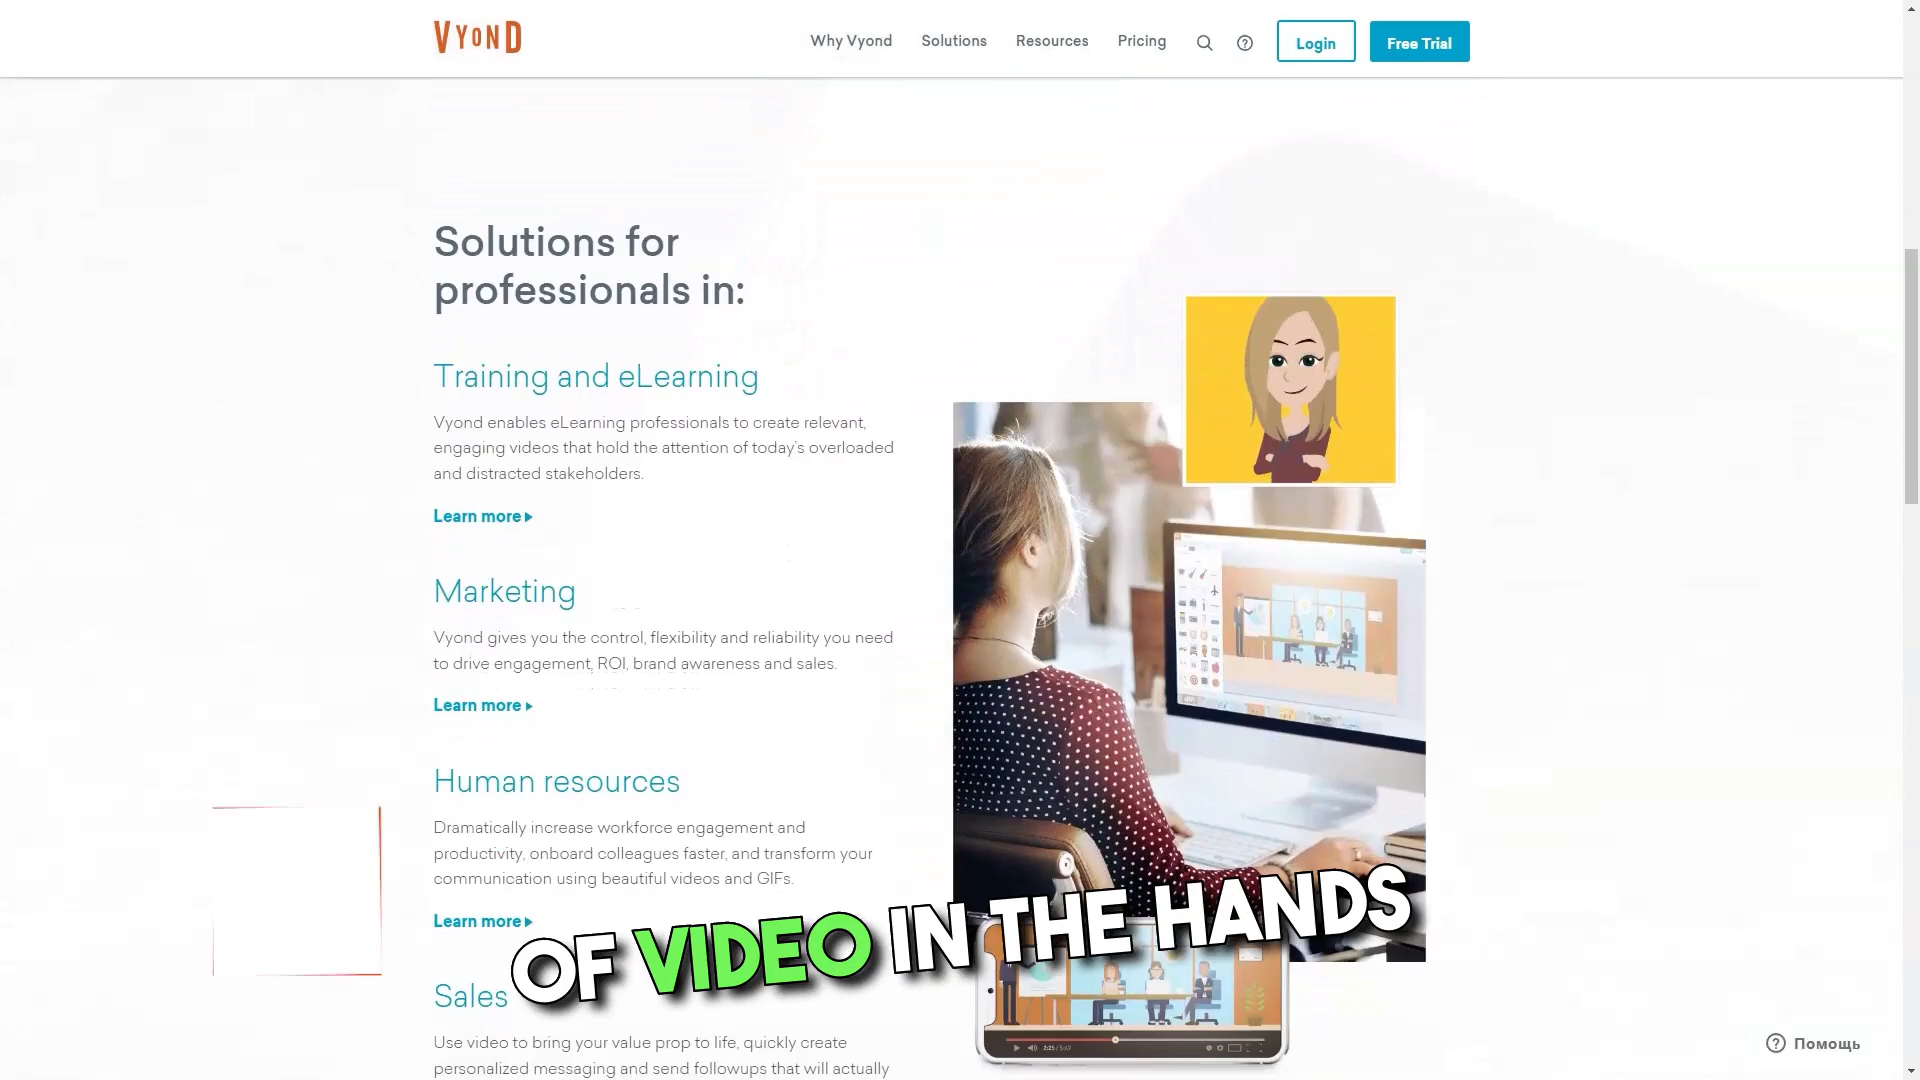 VYOND
Why Vyond
Solutions
Resources
Pricing
Login
Free Trial
Solutions for
professionals in:
Training and eLearning
Vyond enables eLearning professionals to create relevant,
engaging videos that hold the attention of today's overloaded
and distracted stakeholders.
Learn more
Marketing
Vyond gives you the control, flexibility and reliability you need
to drive engagement, ROI, brand awareness and sales.
Learn more
Human resources
Dramatically increase workforce engagement and
productivity, onboard colleagues faster, and transform your
communication using beautiful videos and GIFs.
Learn more
OF VIDEO IN THE HANDS
Sales
Use video to bring your value prop to life, quickly create
personalized messaging and send followups that will actually
Помощь